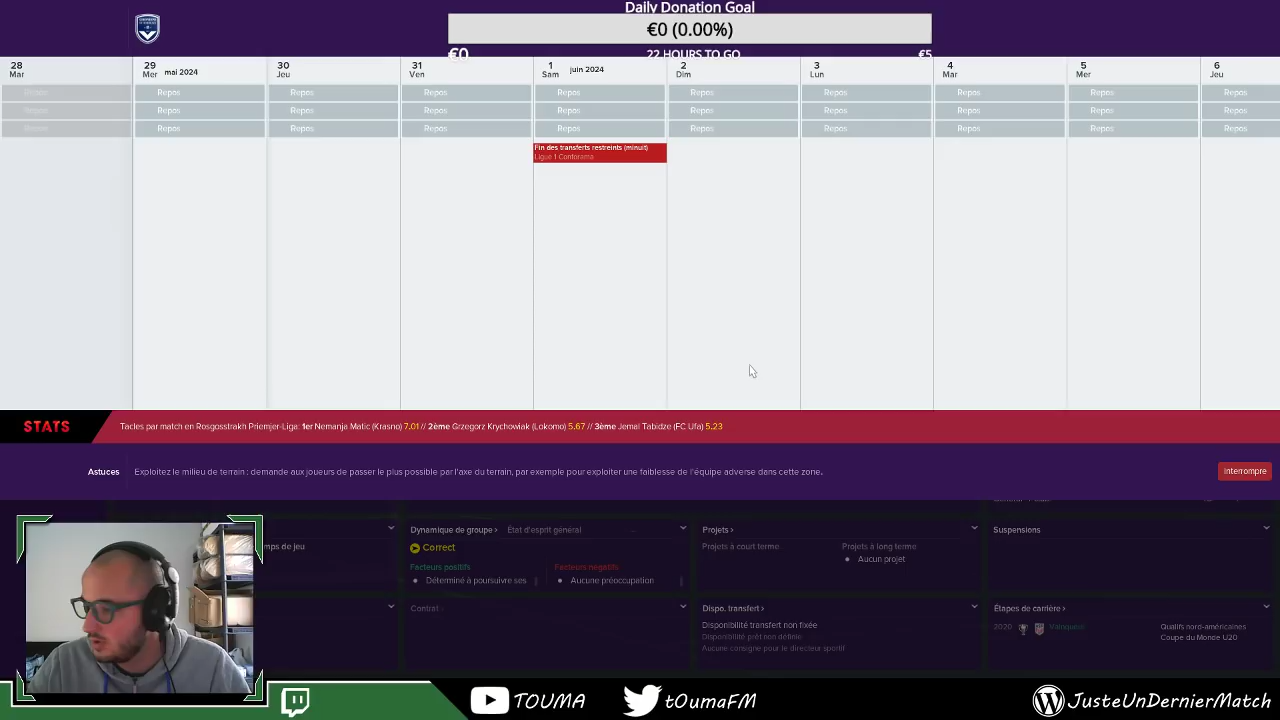 Daily Donation Goal
€0 (0.00%)
€0 22 HOURS TO GO €5
28 Mar
29 Mer mai 2024
30 Jeu
31 Ven
1 Sam juin 2024
2 Dim
3 Lun
4 Mar
5 Mer
6 Jeu
Repos Repos Repos Repos Repos Repos Repos Repos Repos Repos
Repos Repos Repos Repos Repos Repos Repos Repos Repos Repos
Repos Repos Repos Repos Repos Repos Repos Repos Repos Repos
Fin des transferts restreints (minuit)
Ligue 1 Conforama
STATS Tacles par match en Rosgosstrakh Priemjer-Liga: 1er Nemanja Matic (Krasno) 7.01 // 2ème Grzegorz Krychowiak (Lokomo) 5.67 // 3ème Jemal Tabidze (FC Ufa) 5.23
Astuces Exploitez le milieu de terrain : demande aux joueurs de passer le plus possible par l'axe du terrain, par exemple pour exploiter une faiblesse de l'équipe adverse dans cette zone. Interrompre
mps de jeu
Dynamique de groupe > État d'esprit général
Correct
Facteurs positifs Facteurs négatifs
Déterminé à poursuivre ses Aucune préoccupation
Contrat
Projets >
Projets à court terme Projets à long terme
Aucun projet
Dispo. transfert >
Disponibilité transfert non fixée
Disponibilité prêt non définie
Aucune consigne pour le directeur sportif
Suspensions
Étapes de carrière >
2020 Vainqueur Qualifs nord-américaines
Coupe du Monde U20
TOUMA tOumaFM JusteUnDernierMatch